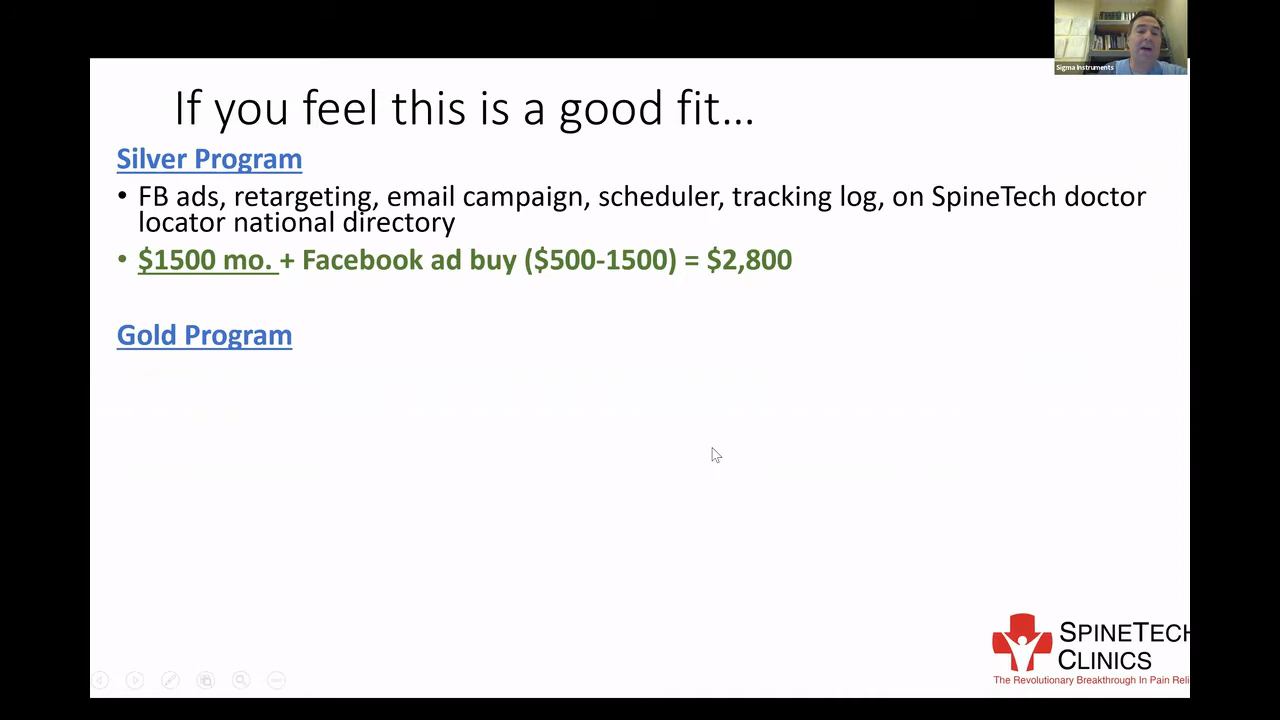 Sigma Instruments
If you feel this is a good fit...
Silver Program
• FB ads, retargeting, email campaign, scheduler, tracking log, on SpineTech doctor
locator national directory
• $1500 mo. + Facebook ad buy ($500-1500) = $2,800
Gold Program
SPINETECH
CLINICS
The Revolutionary Breakthrough In Pain Reli